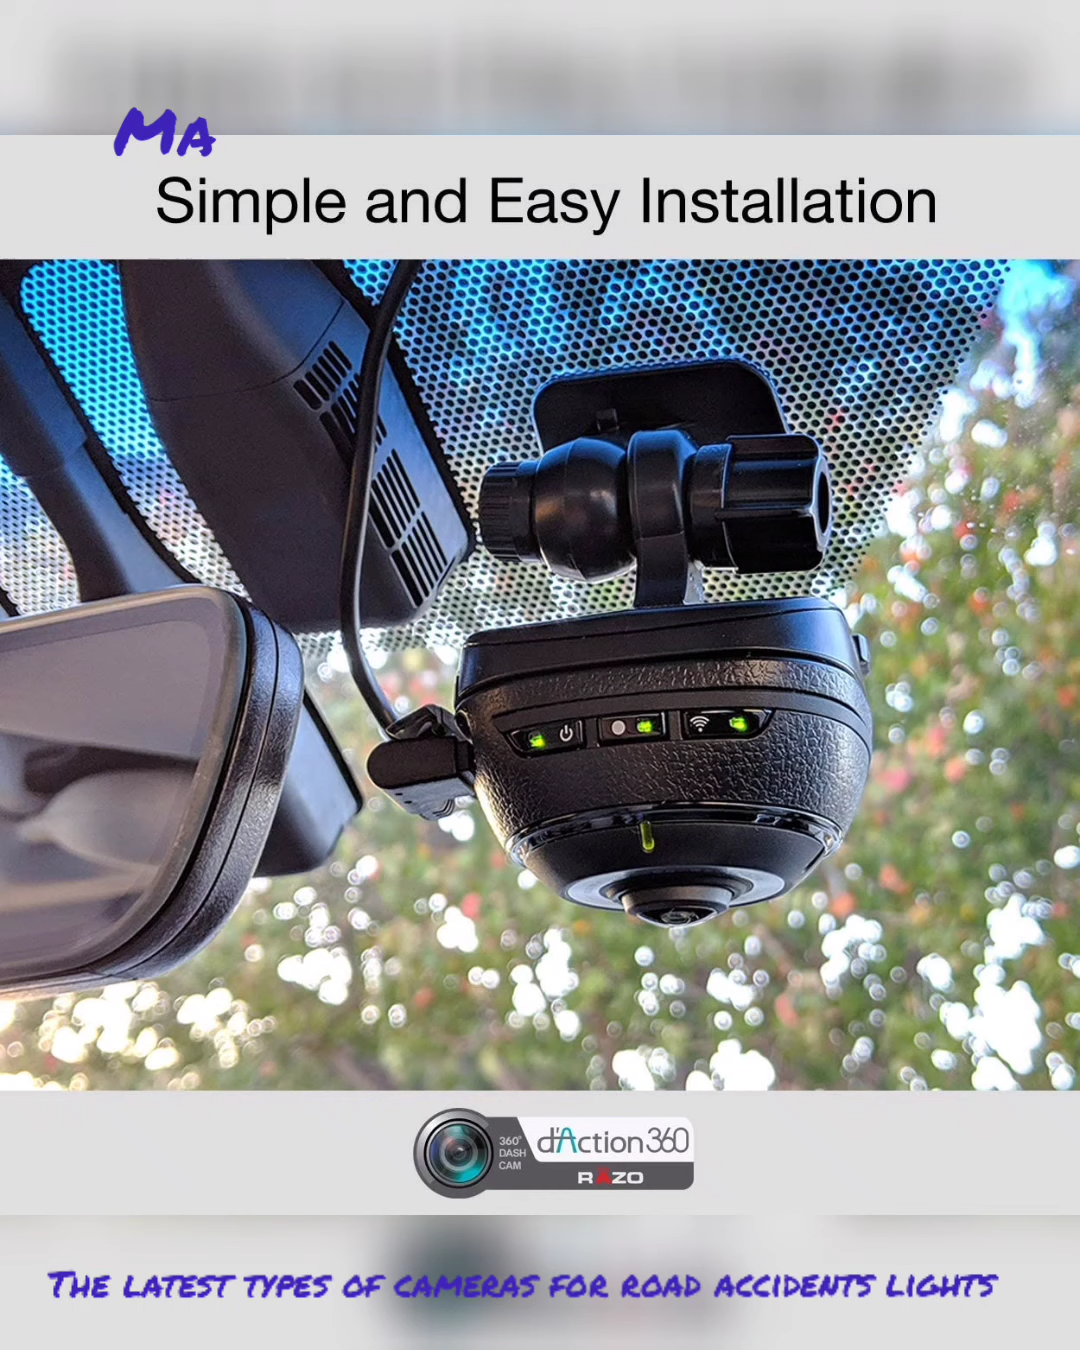 MA
Simple and Easy Installation
360°
DASH
CAM
d'Action360
RAZO
THE LATEST TYPES OF CAMERAS FOR ROAD ACCIDENTS LIGHTS